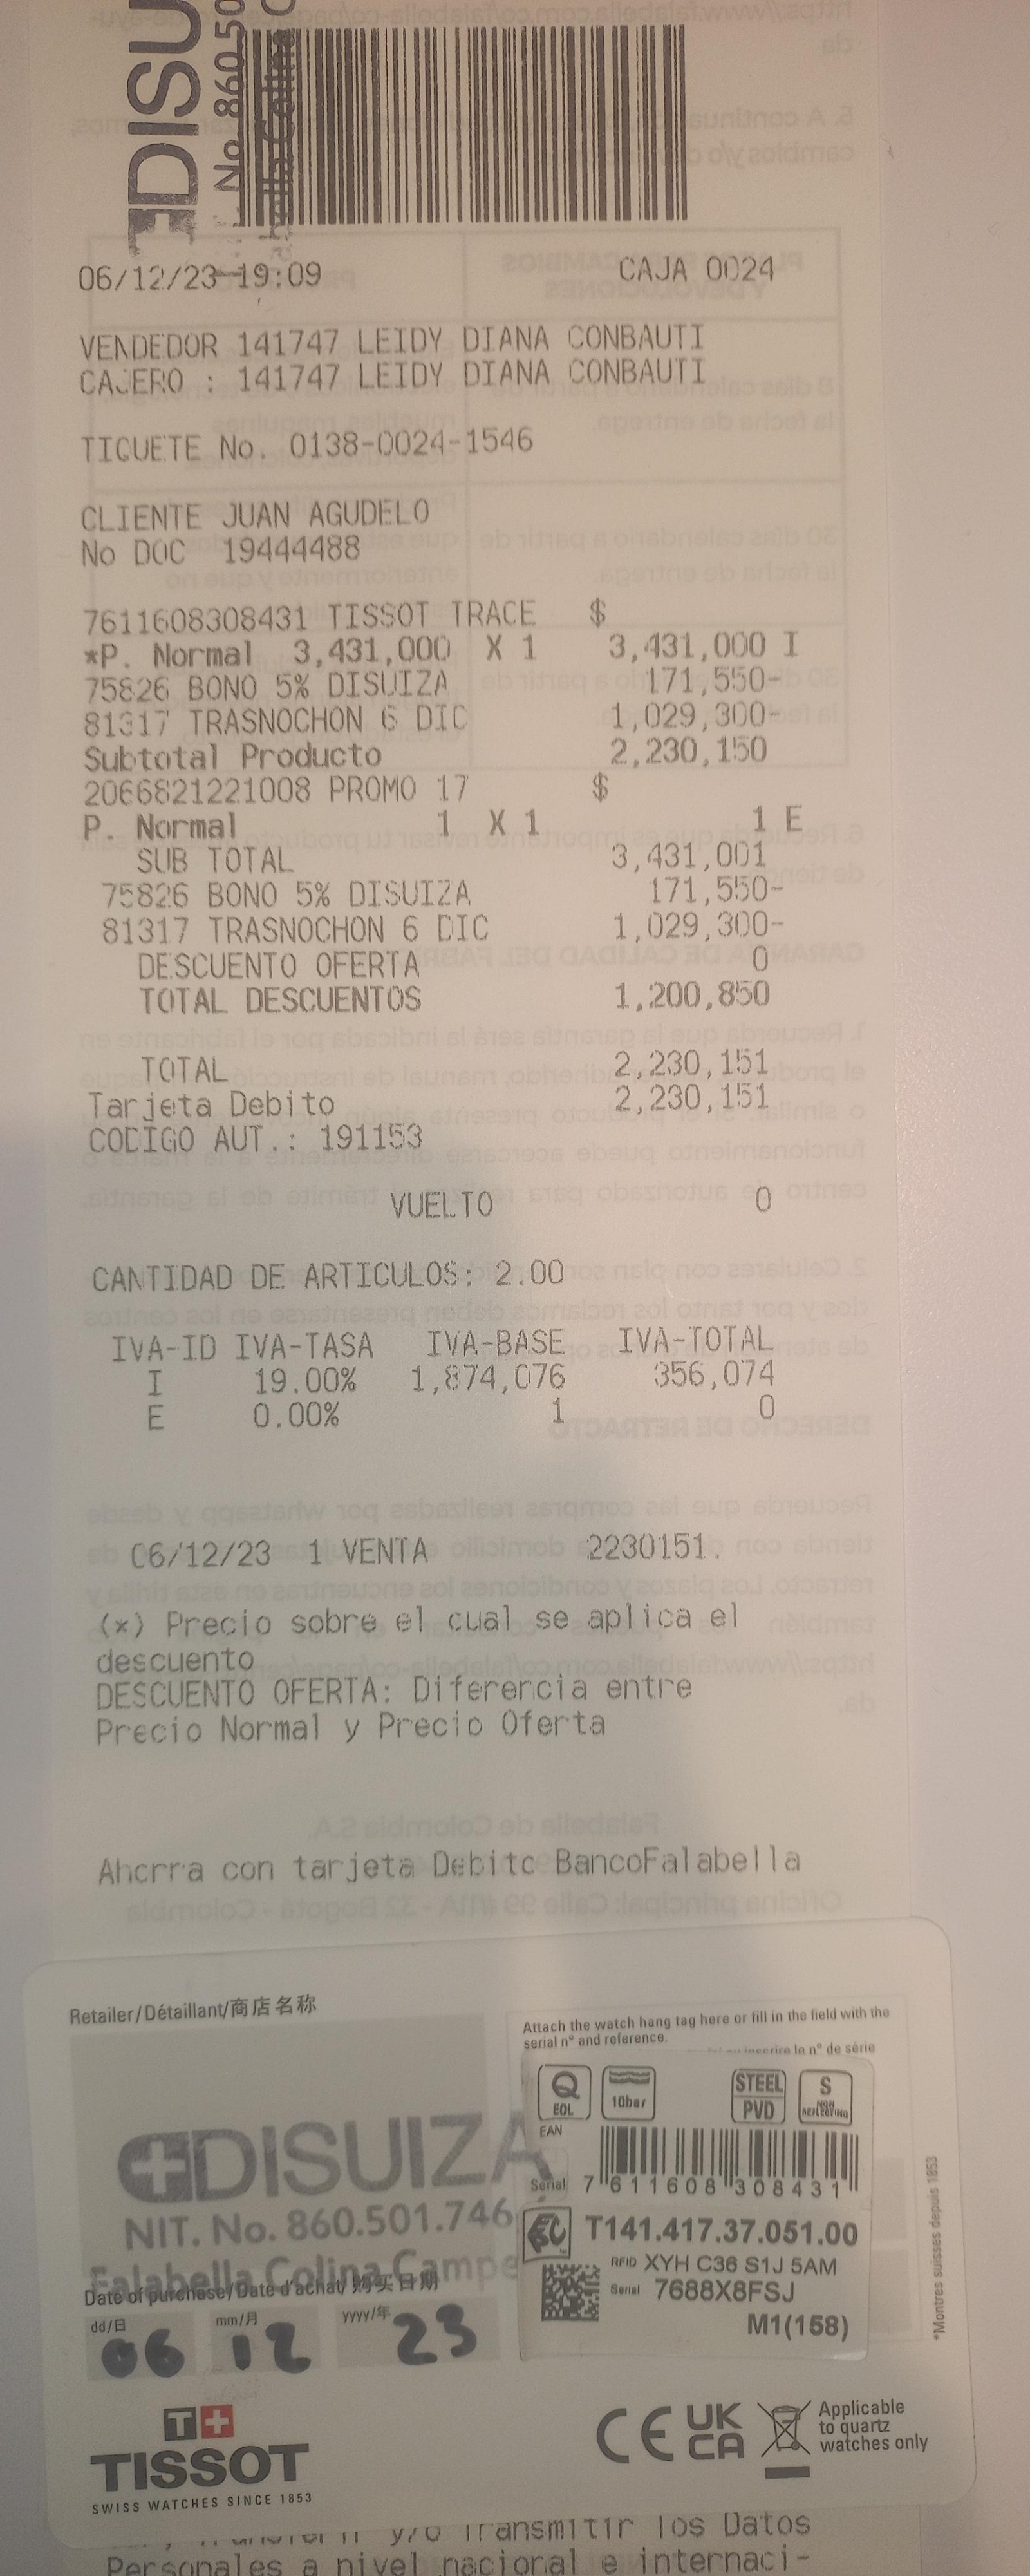 06/12/23 19:09 CAJA 0024
VENDEDOR 141747 LEIDY DIANA CONBAUTI
CAJERO : 141747 LEIDY DIANA CONBAUTI
TIGUETE No. 0138-0024-1546
CLIENTE JUAN AGUDELO
No DOC 19444488
7611608308431 TISSOT TRACE $
*P. Normal 3,431,000 X 1 3,431,000 I
75826 BONO 5% DISUIZA 171,550-
81317 TRASNOCHON 6 DIC 1,029,300-
Subtotal Producto 2,230,150
2066821221008 PROMO 17 $
P. Normal 1 X 1 1 E
SUB TOTAL 3,431,001
75826 BONO 5% DISUIZA 171,550-
81317 TRASNOCHON 6 DIC 1,029,300-
DESCUENTO OFERTA 0
TOTAL DESCUENTOS 1,200,850
TOTAL 2,230,151
Tarjeta Debito 2,230,151
CODIGO AUT.: 191153
VUELTO 0
CANTIDAD DE ARTICULOS: 2.00
IVA-ID IVA-TASA IVA-BASE IVA-TOTAL
I 19.00% 1,874,076 356,074
E 0.00% 1 0
06/12/23 1 VENTA 2230151.
(*) Precio sobre el cual se aplica el
descuento
DESCUENTO OFERTA: Diferencia entre
Precio Normal y Precio Oferta
Ahorra con tarjeta Debito BancoFalabella
Retailer/Détaillant/商店名称
Attach the watch hang tag here or fill in the field with the
serial n° and reference.
inscrire le n° de série
Q EOL 10bar STEEL PVD S
EAN
Serial 7 611608 308431
DISUIZA
NIT. No. 860.501.746
Falabella Colina Campe
T141.417.37.051.00
RFID XYH C36 S1J 5AM
Serial 7688X8FSJ
M1(158)
*Montres suisses depuis 1853
Date of purchase/Date d'achat/购买日期
dd/日 mm/月 yyyy/年
06 12 23
TISSOT
SWISS WATCHES SINCE 1853
CE UK CA
Applicable
to quartz
watches only
y/o Transmitir los Datos
Personales a nivel nacional e internaci-